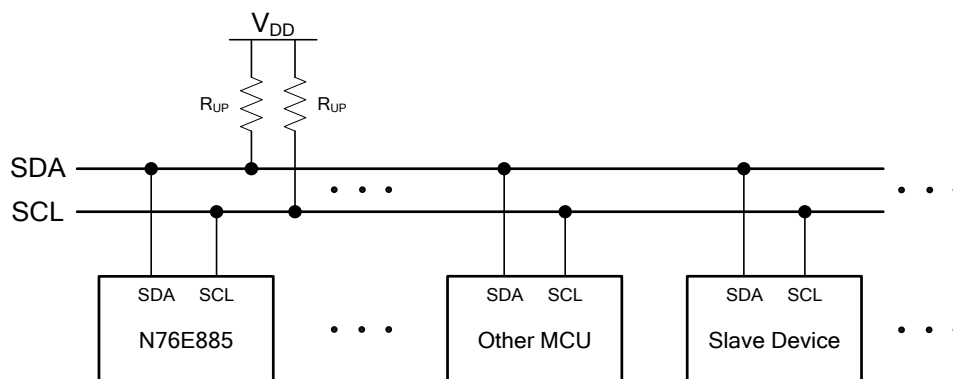 VDD
RUP RUP
SDA
SCL
SDA SCL SDA SCL SDA SCL
N76E885 Other MCU Slave Device